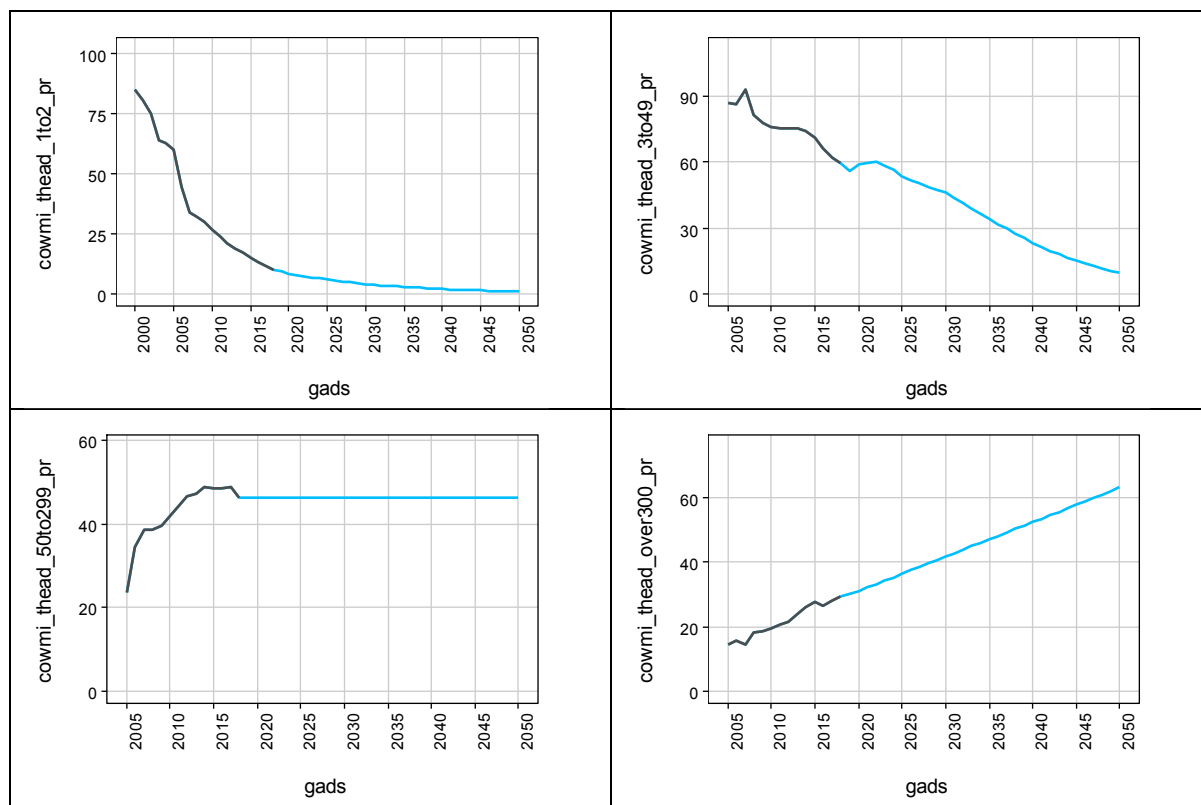 cowmi_thead_1to2_pr
100
75
50
25
0
2000 2005 2010 2015 2020 2025 2030 2035 2040 2045 2050
gads
cowmi_thead_3to49_pr
90
60
30
0
2005 2010 2015 2020 2025 2030 2035 2040 2045 2050
gads
cowmi_thead_50to299_pr
60
40
20
0
2005 2010 2015 2020 2025 2030 2035 2040 2045 2050
gads
cowmi_thead_over300_pr
60
40
20
0
2005 2010 2015 2020 2025 2030 2035 2040 2045 2050
gads